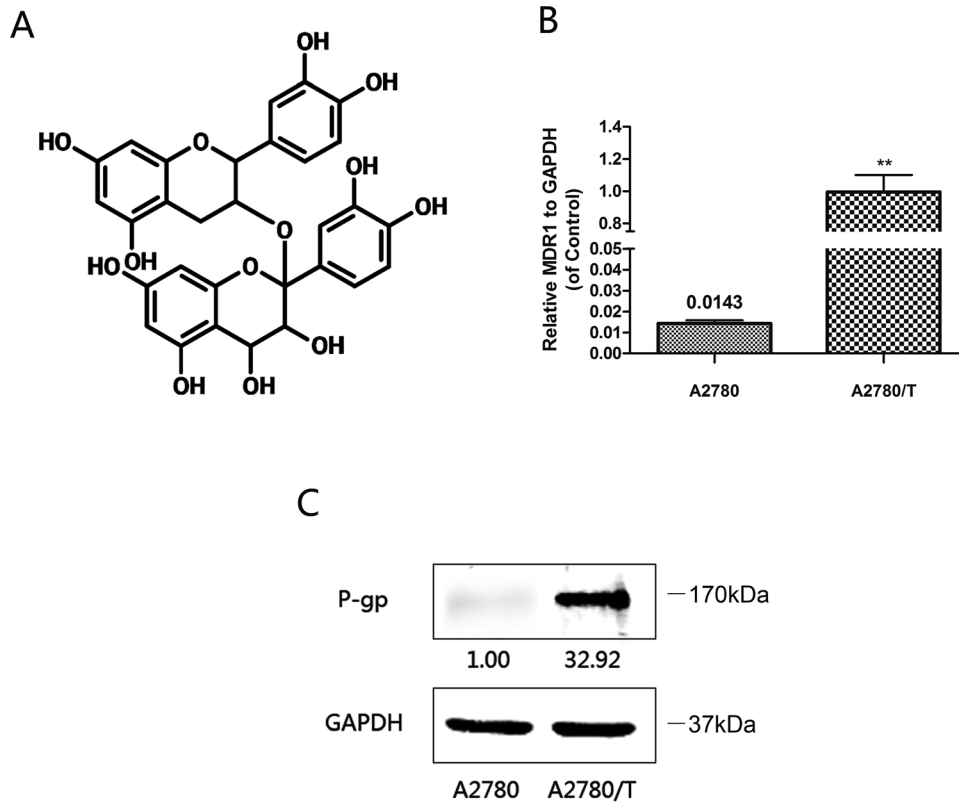 A
OH
OH
HO
O
OH
OH
OH
O
OH
HO
O
OH
OH
OH
B
Relative MDR1 to GAPDH
(of Control)
1.4
1.2
1.0
0.8
0.05
0.04
0.03
0.02
0.01
0.00
0.0143
**
A2780
A2780/T
C
P-gp
170kDa
1.00
32.92
GAPDH
37kDa
A2780
A2780/T